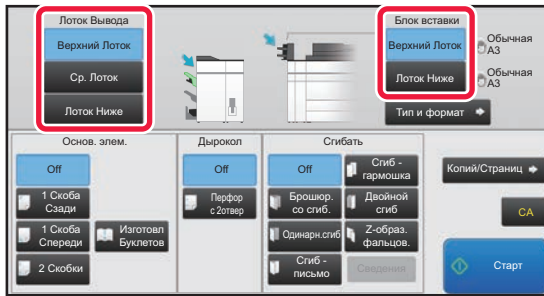 Лоток Вывода
Верхний Лоток
Ср. Лоток
Лоток Ниже
Блок вставки
Верхний Лоток
Обычная
A3
Лоток Ниже
Обычная
A3
Тип и формат
Основ. элем.
Off
1 Скоба
Сзади
1 Скоба
Спереди
Изготовл
Буклетов
2 Скобки
Дырокол
Off
Перфор
с 2отвер
Сгибать
Off
Сгиб -
гармошка
Брошюр.
со сгиб.
Двойной
сгиб
Одинарн.сгиб
Z-образ.
фальцов.
Сгиб -
письмо
Сведения
Копий/Страниц
CA
Старт